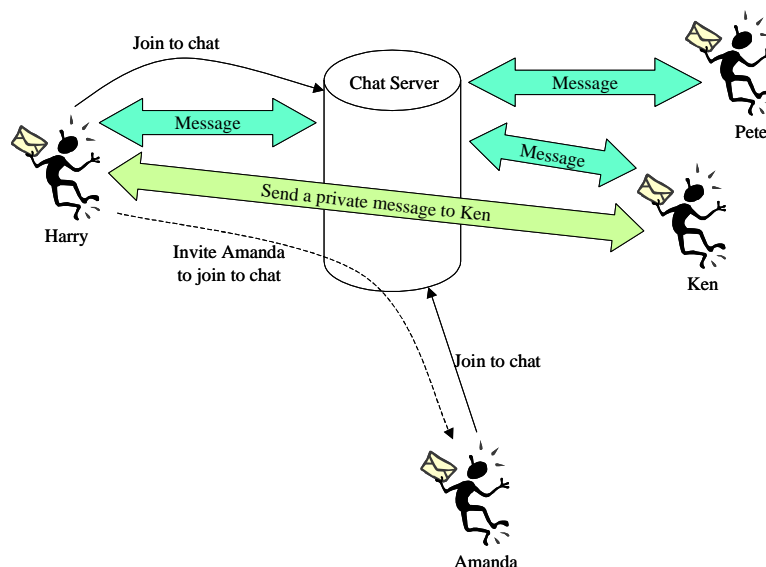 Join to chat
Chat Server
Message
Pete
Message
Message
Send a private message to Ken
Harry
Invite Amanda
to join to chat
Ken
Join to chat
Amanda